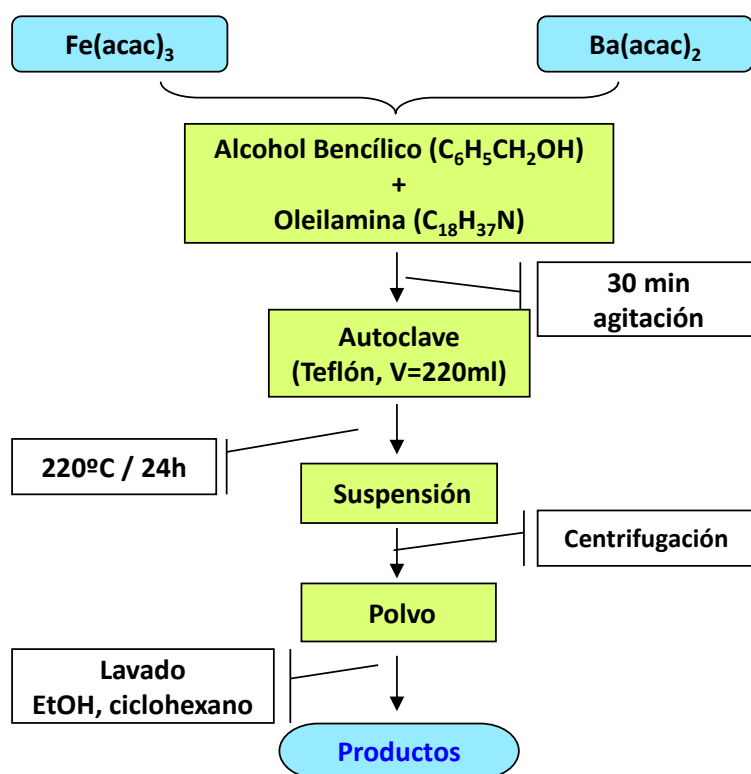 Fe(acac)₃
Ba(acac)₂
Alcohol Bencílico (C₆H₅CH₂OH)
+
Oleilamina (C₁₈H₃₇N)
30 min
agitación
Autoclave
(Teflón, V=220ml)
220ºC / 24h
Suspensión
Centrifugación
Polvo
Lavado
EtOH, ciclohexano
Productos